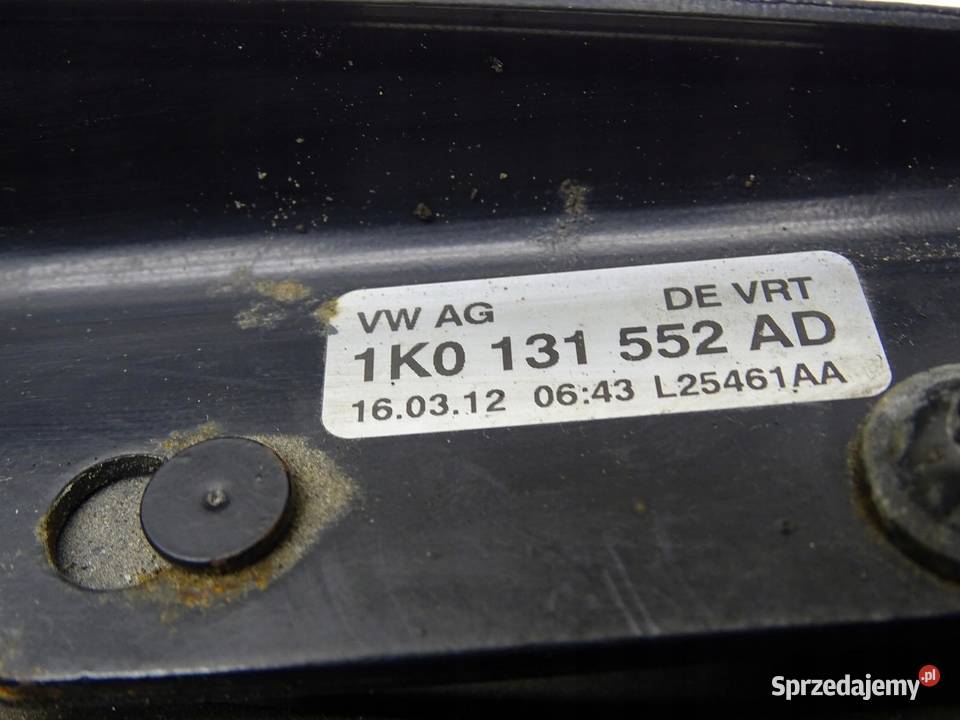 VW AG DE VRT
1K0 131 552 AD
16.03.12 06:43 L25461AA
Sprzedajemy.pl